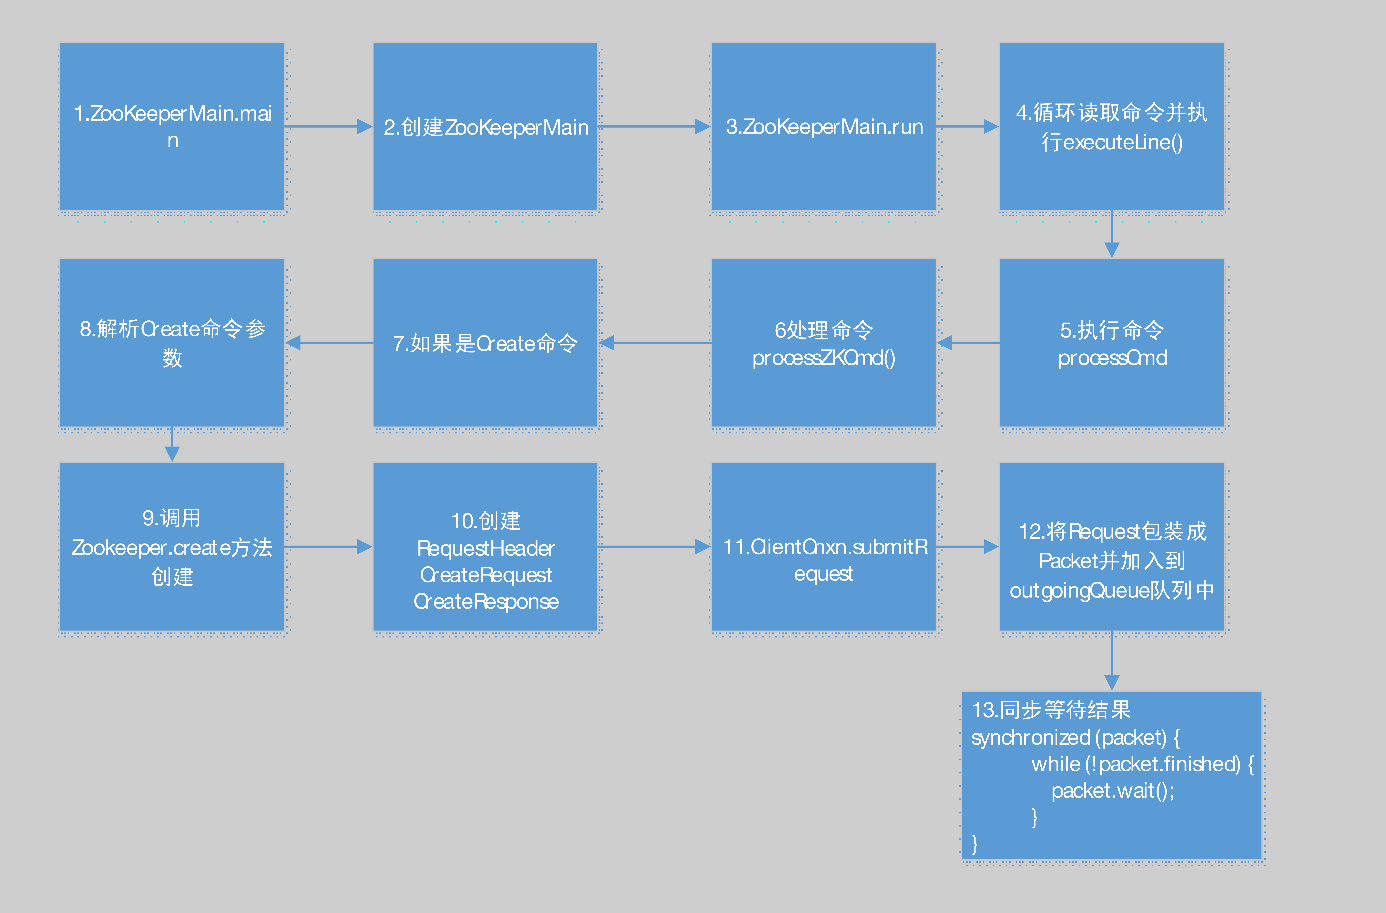 1.ZooKeeperMain.mai
n
2.创建ZooKeeperMain
3.ZooKeeperMain.run
4.循环读取命令并执
行executeLine()
5.执行命令
processCmd
6处理命令
processZKCmd()
7.如果是Create命令
8.解析Create命令参
数
9.调用
Zookeeper.create方法
创建
10.创建
RequestHeader
CreateRequest
CreateResponse
11.ClientCnxn.submitR
equest
12.将Request包装成
Packet并加入到
outgoingQueue队列中
13.同步等待结果
synchronized (packet) {
while (!packet.finished) {
packet.wait();
}
}